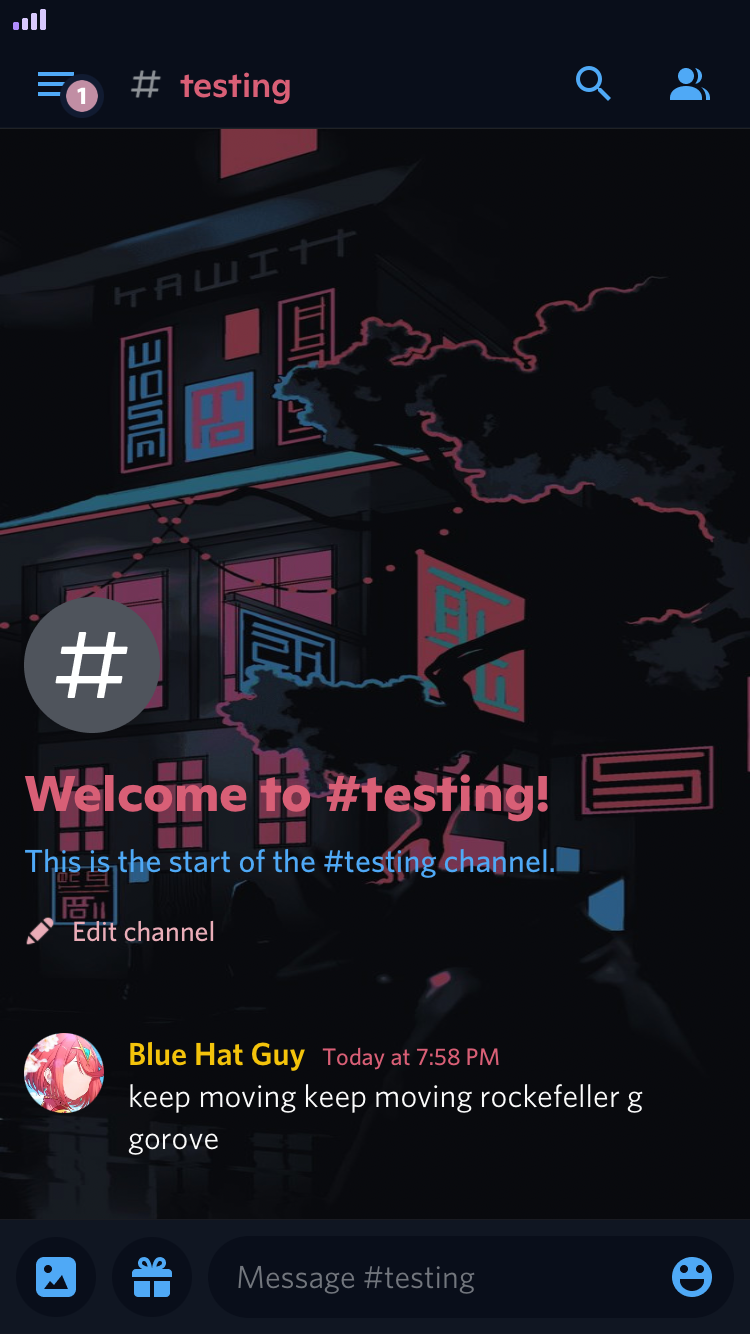 1
# testing
Welcome to #testing!
This is the start of the #testing channel.
Edit channel
Blue Hat Guy Today at 7:58 PM
keep moving keep moving rockefeller g
gorove
Message #testing